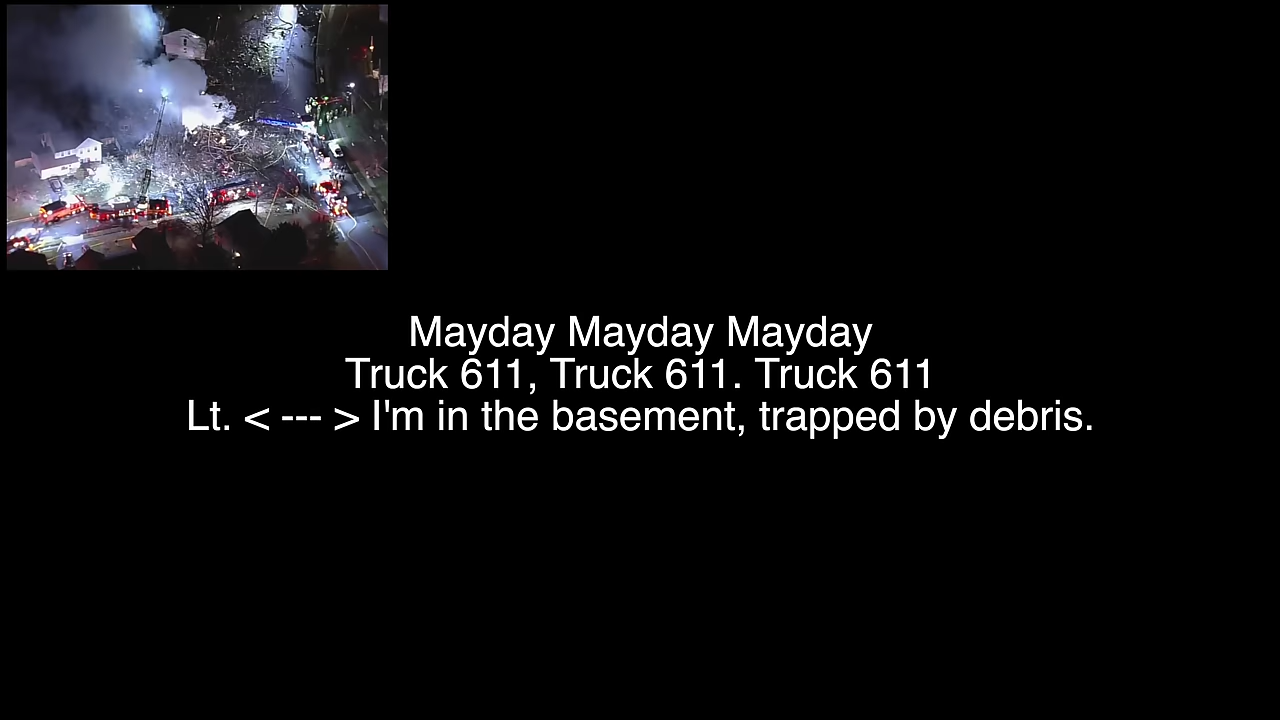 Mayday Mayday Mayday
Truck 611, Truck 611. Truck 611
Lt. < --- > I'm in the basement, trapped by debris.